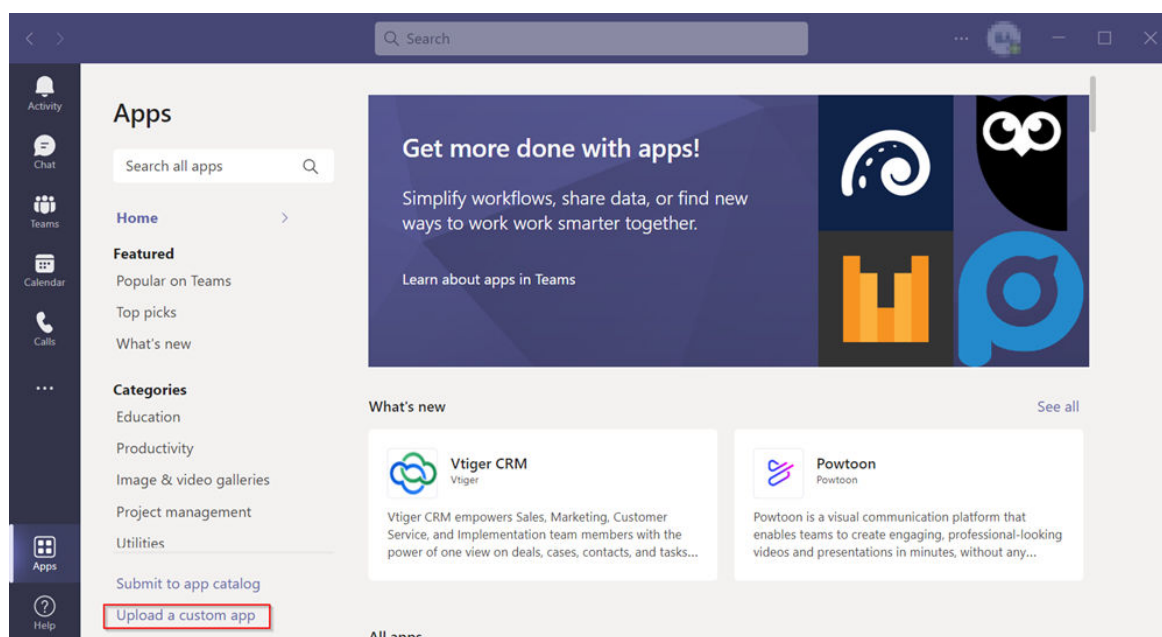 Search
Activity
Chat
Teams
Calendar
Calls
Apps
Help
Apps
Search all apps
Home
Featured
Popular on Teams
Top picks
What's new
Categories
Education
Productivity
Image & video galleries
Project management
Utilities
Submit to app catalog
Upload a custom app
Get more done with apps!
Simplify workflows, share data, or find new
ways to work work smarter together.
Learn about apps in Teams
What's new
See all
Vtiger CRM
Vtiger
Vtiger CRM empowers Sales, Marketing, Customer
Service, and Implementation team members with the
power of one view on deals, cases, contacts, and tasks...
Powtoon
Powtoon
Powtoon is a visual communication platform that
enables teams to create engaging, professional-looking
videos and presentations in minutes, without any...
All apps